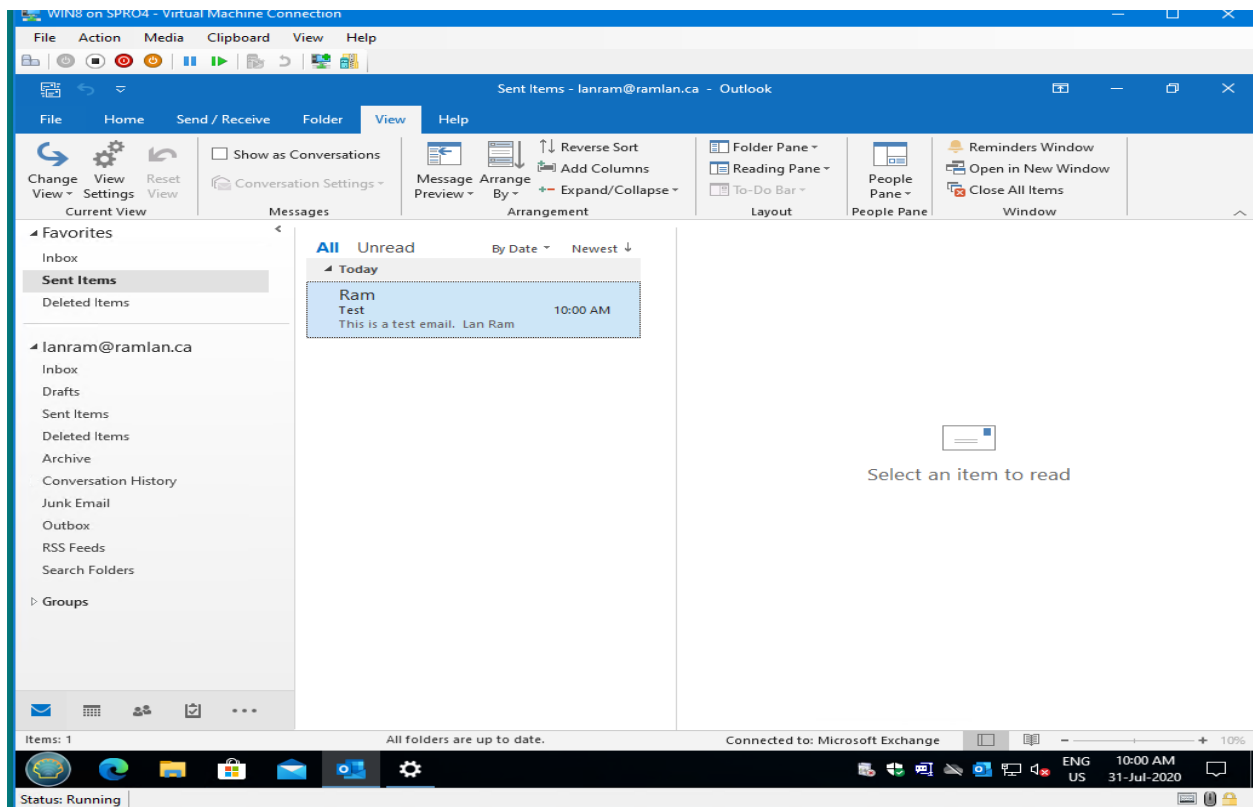 WIN8 on SPRO4 - Virtual Machine Connection
File Action Media Clipboard View Help
Sent Items - lanram@ramlan.ca - Outlook
File Home Send / Receive Folder View Help
Change View View Settings Reset View
Current View
Show as Conversations
Conversation Settings
Messages
Message Preview Arrange By
Reverse Sort
Add Columns
Expand/Collapse
Arrangement
Folder Pane
Reading Pane
To-Do Bar
Layout
People Pane
People Pane
Reminders Window
Open in New Window
Close All Items
Window
Favorites
Inbox
Sent Items
Deleted Items
lanram@ramlan.ca
Inbox
Drafts
Sent Items
Deleted Items
Archive
Conversation History
Junk Email
Outbox
RSS Feeds
Search Folders
Groups
All Unread By Date Newest
Today
Ram
Test 10:00 AM
This is a test email. Lan Ram
Select an item to read
Items: 1 All folders are up to date. Connected to: Microsoft Exchange 10%
ENG US
10:00 AM
31-Jul-2020
Status: Running